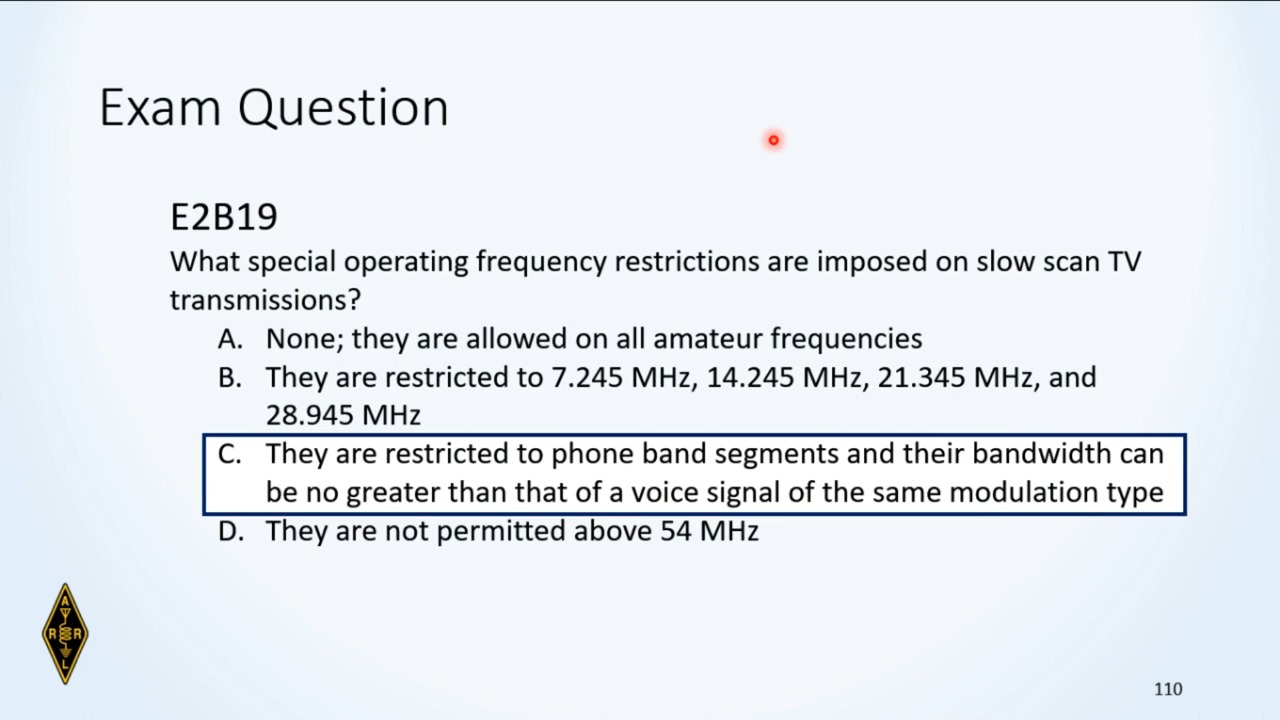 Exam Question
E2B19
What special operating frequency restrictions are imposed on slow scan TV
transmissions?
A. None; they are allowed on all amateur frequencies
B. They are restricted to 7.245 MHz, 14.245 MHz, 21.345 MHz, and
28.945 MHz
C. They are restricted to phone band segments and their bandwidth can
be no greater than that of a voice signal of the same modulation type
D. They are not permitted above 54 MHz
A
R R
L
110